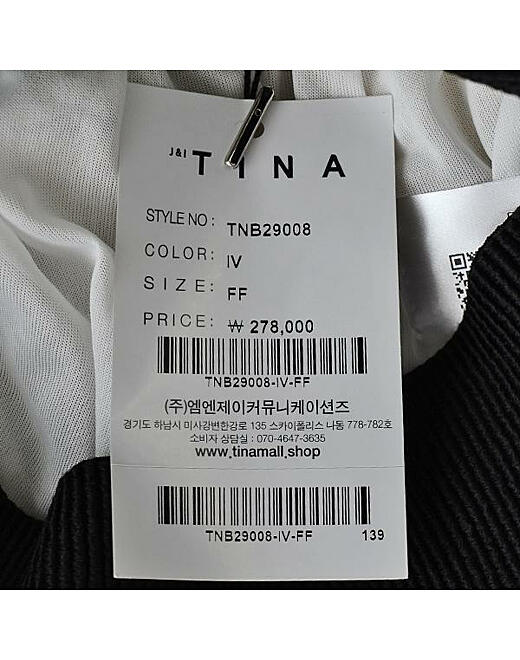 J&I TINA
STYLE NO: TNB29008
COLOR: IV
SIZE: FF
PRICE: ₩ 278,000
TNB29008-IV-FF
(주)엠엔제이커뮤니케이션즈
경기도 하남시 미사강변한강로 135 스카이폴리스 나동 778-782호
소비자 상담실 : 070-4647-3635
www.tinamall.shop
TNB29008-IV-FF 139